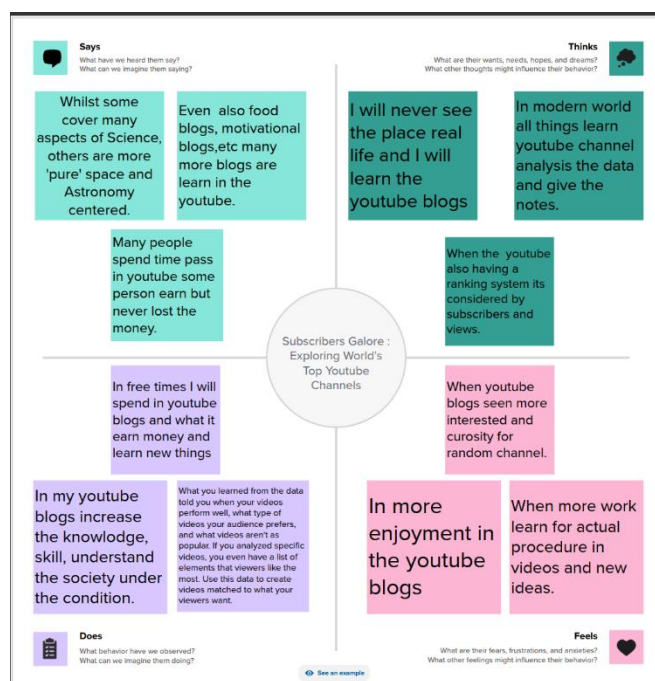 Says
What have we heard them say?
What can we imagine them saying?
Thinks
What are their wants, needs, hopes, and dreams?
What other thoughts might influence their behavior?
Whilst some
cover many
aspects of Science,
others are more
'pure' space and
Astronomy
centered.
Even also food
blogs, motivational
blogs,etc many
more blogs are
learn in the
youtube.
Many people
spend time pass
in youtube some
person earn but
never lost the
money.
I will never see
the place real
life and I will
learn the
youtube blogs
In modern world
all things learn
youtube channel
analysis the data
and give the
notes.
When the youtube
also having a
ranking system its
considered by
subscribers and
views.
Subscribers Galore :
Exploring World's
Top Youtube
Channels
In free times I will
spend in youtube
blogs and what it
earn money and
learn new things
In my youtube
blogs increase
the knowlodge,
skill, understand
the society under
the condition.
What you learned from the data
told you when your videos
perform well, what type of
videos your audience prefers,
and what videos aren't as
popular. If you analyzed specific
videos, you even have a list of
elements that viewers like the
most. Use this data to create
videos matched to what your
viewers want.
When youtube
blogs seen more
interested and
curosity for
random channel.
In more
enjoyment in
the youtube
blogs
When more work
learn for actual
procedure in
videos and new
ideas.
Does
What behavior have we observed?
What can we imagine them doing?
Feels
What are their fears, frustrations, and anxieties?
What other feelings might influence their behavior?
See an example